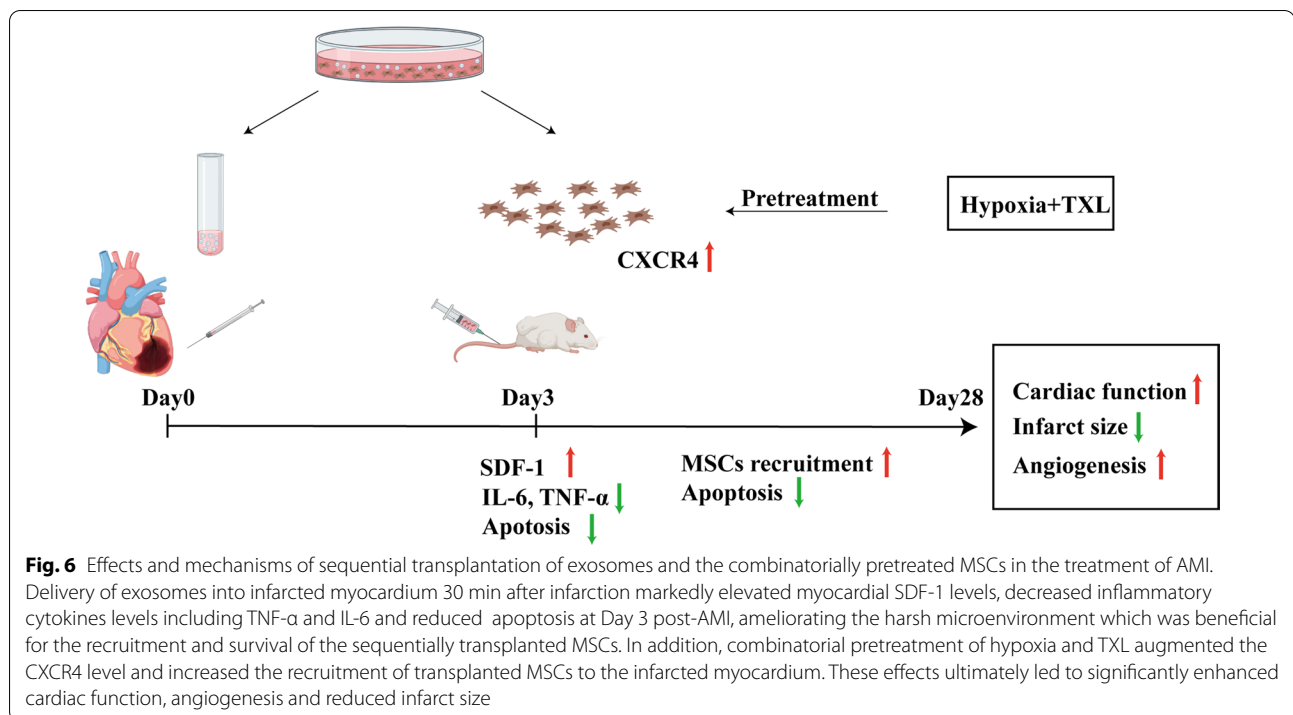 Pretreatment
Hypoxia+TXL
CXCR4 ↑
Day0
Day3
Day28
SDF-1 ↑
IL-6, TNF-α ↓
Apotosis ↓
MSCs recruitment ↑
Apoptosis ↓
Cardiac function ↑
Infarct size ↓
Angiogenesis ↑
Fig. 6 Effects and mechanisms of sequential transplantation of exosomes and the combinatorially pretreated MSCs in the treatment of AMI.
Delivery of exosomes into infarcted myocardium 30 min after infarction markedly elevated myocardial SDF-1 levels, decreased inflammatory
cytokines levels including TNF-α and IL-6 and reduced apoptosis at Day 3 post-AMI, ameliorating the harsh microenvironment which was beneficial
for the recruitment and survival of the sequentially transplanted MSCs. In addition, combinatorial pretreatment of hypoxia and TXL augmented the
CXCR4 level and increased the recruitment of transplanted MSCs to the infarcted myocardium. These effects ultimately led to significantly enhanced
cardiac function, angiogenesis and reduced infarct size